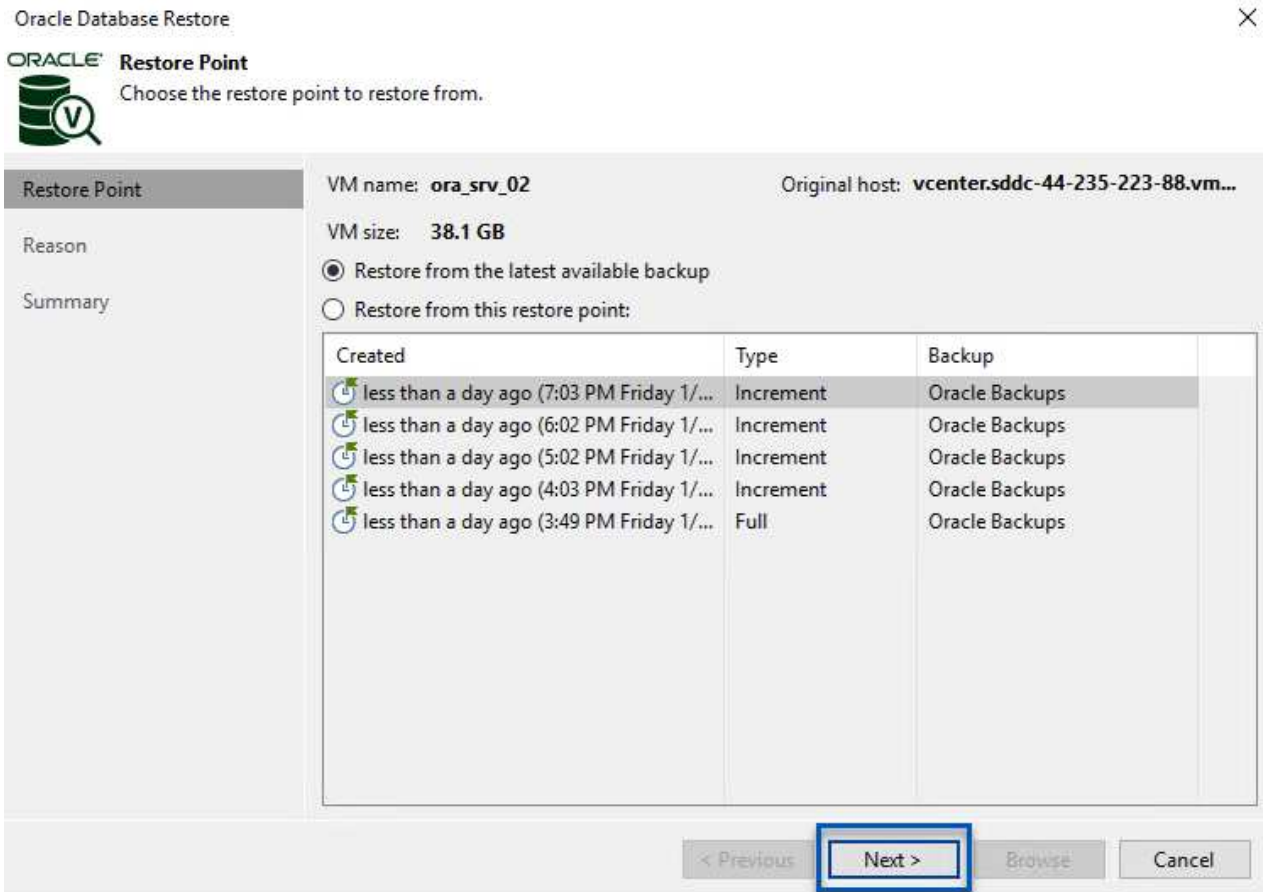 Oracle Database Restore
ORACLE
Restore Point
Choose the restore point to restore from.
V
Restore Point
Reason
Summary
VM name: ora_srv_02 Original host: vcenter.sddc-44-235-223-88.vm...
VM size: 38.1 GB
Restore from the latest available backup
Restore from this restore point:
Created Type Backup
less than a day ago (7:03 PM Friday 1/... Increment Oracle Backups
less than a day ago (6:02 PM Friday 1/... Increment Oracle Backups
less than a day ago (5:02 PM Friday 1/... Increment Oracle Backups
less than a day ago (4:03 PM Friday 1/... Increment Oracle Backups
less than a day ago (3:49 PM Friday 1/... Full Oracle Backups
< Previous Next > Browse Cancel